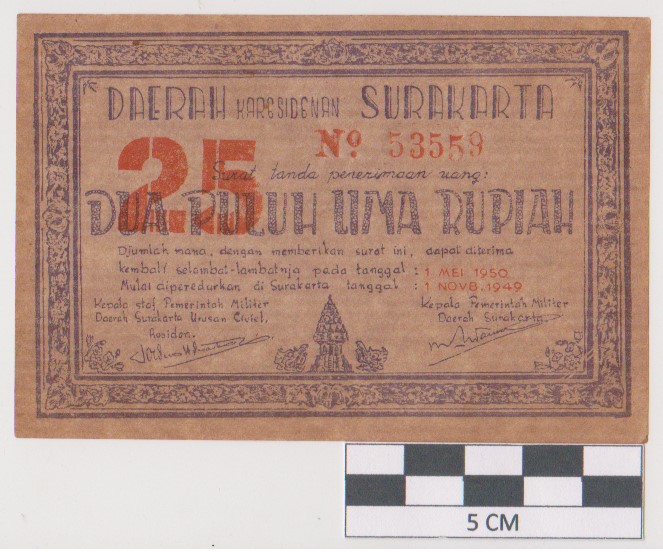 DAERAH KARESIDENAN SURAKARTA
25
No 53559
Surat tanda penerimaan uang:
DUA PULUH LIMA RUPIAH
Djumlah mana, dengan memberikan surat ini, dapat diterima
kembali selambat-lambatnja pada tanggal : 1 MEI 1950
Mulai diperedarkan di Surakarta tanggal : 1 NOVB. 1949
Kepala staf Pemerintah Militer
Daerah Surakarta Urusan Civiel.
Residen.
Kepala Pemerintah Militer
Daerah Surakarta.
5 CM